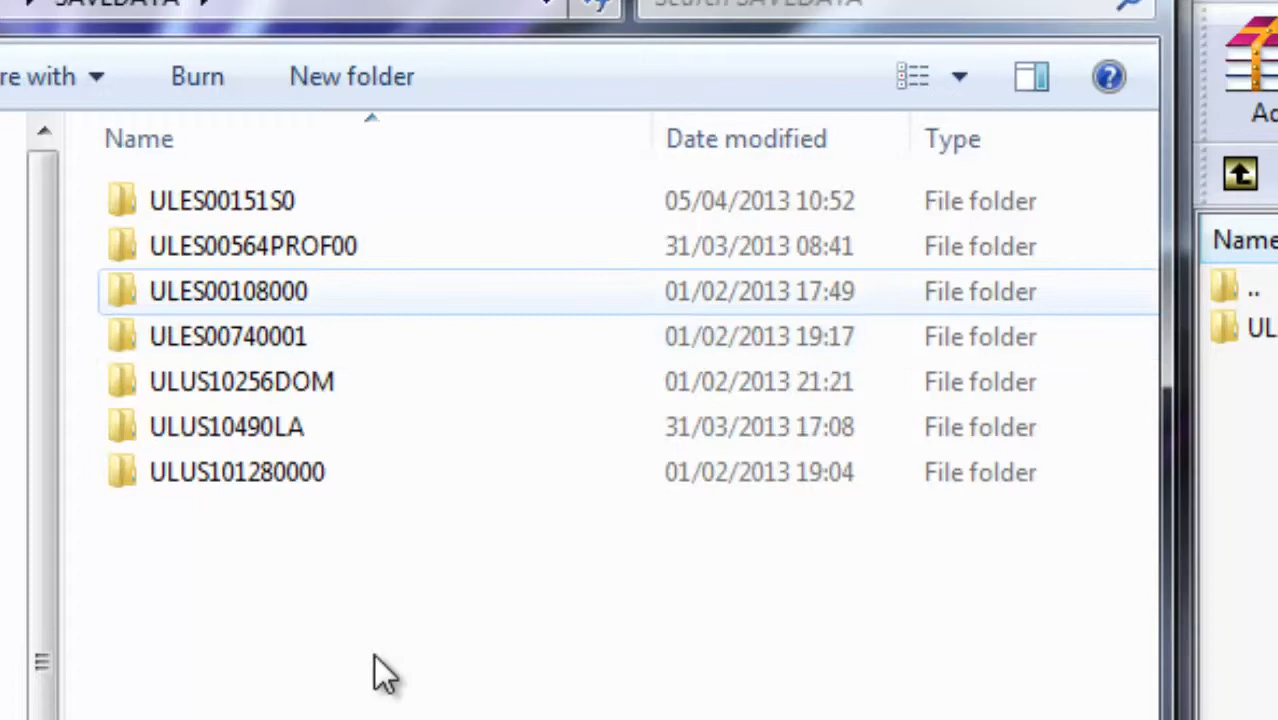 SAVEDATA
Search SAVEDATA
re with
Burn
New folder
Name
Date modified
Type
ULES00151S0
05/04/2013 10:52
File folder
ULES00564PROF00
31/03/2013 08:41
File folder
ULES00108000
01/02/2013 17:49
File folder
ULES00740001
01/02/2013 19:17
File folder
ULUS10256DOM
01/02/2013 21:21
File folder
ULUS10490LA
31/03/2013 17:08
File folder
ULUS101280000
01/02/2013 19:04
File folder
Ad
Name
..
UL